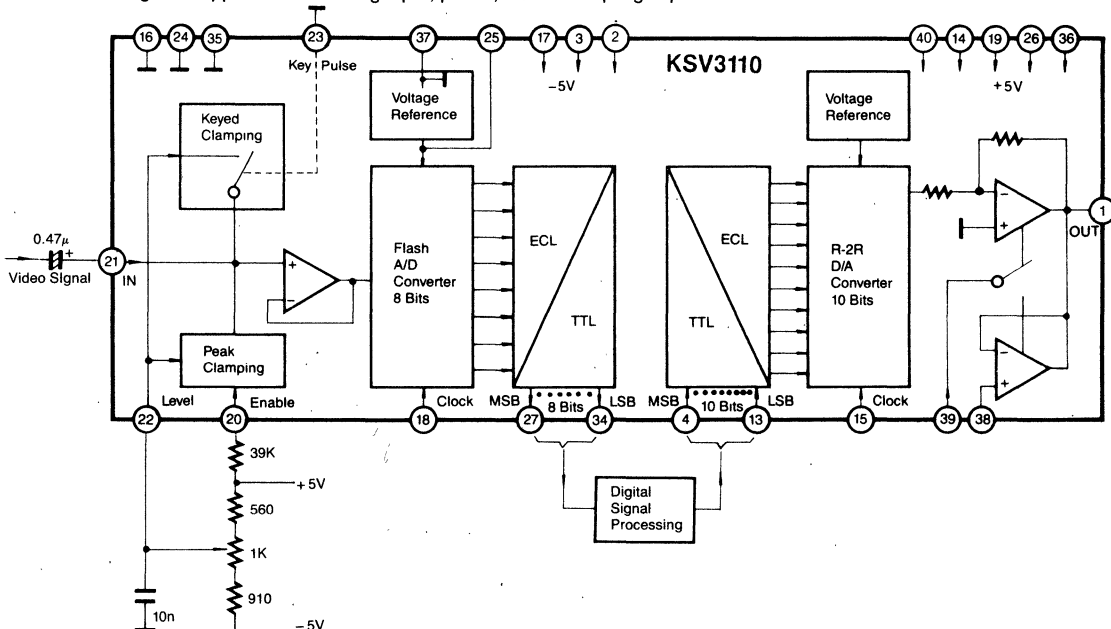 16 24 35 23 37 25 17 3 2 40 14 19 26 36
Key Pulse
-5V
KSV3110
+5V
Keyed
Clamping
Voltage
Reference
Voltage
Reference
0.47µ
+
Video Signal
21
IN
+
−
Flash
A/D
Converter
8 Bits
ECL
TTL
ECL
TTL
R-2R
D/A
Converter
10 Bits
−
+
1
OUT
−
+
Peak
Clamping
Level
Enable
Clock
MSB
8 Bits
LSB
MSB
10 Bits
LSB
Clock
22 20 18 27 34 4 13 15 39 38
39K
+5V
560
1K
910
-5V
10n
Digital
Signal
Processing